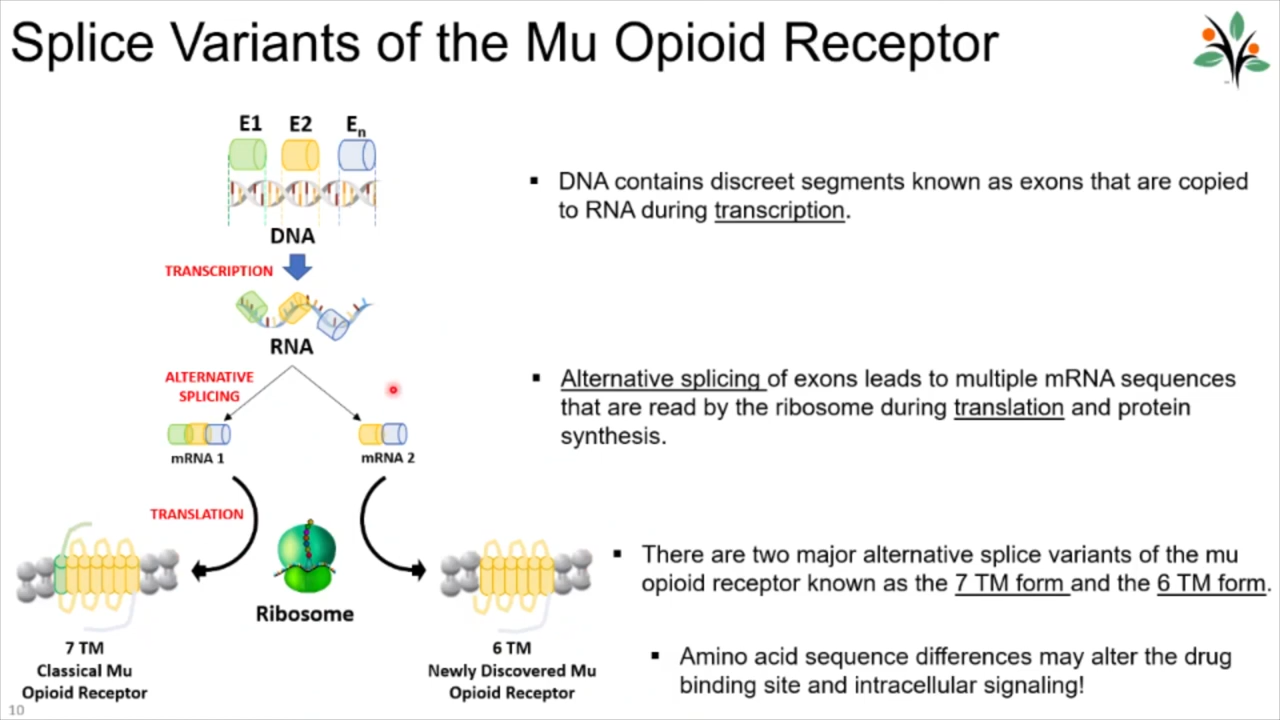 Splice Variants of the Mu Opioid Receptor
E1 E2 En
DNA
TRANSCRIPTION
RNA
ALTERNATIVE
SPLICING
mRNA 1
mRNA 2
TRANSLATION
Ribosome
7 TM
Classical Mu
Opioid Receptor
6 TM
Newly Discovered Mu
Opioid Receptor
▪ DNA contains discreet segments known as exons that are copied
to RNA during transcription.
▪ Alternative splicing of exons leads to multiple mRNA sequences
that are read by the ribosome during translation and protein
synthesis.
▪ There are two major alternative splice variants of the mu
opioid receptor known as the 7 TM form and the 6 TM form.
▪ Amino acid sequence differences may alter the drug
binding site and intracellular signaling!
10